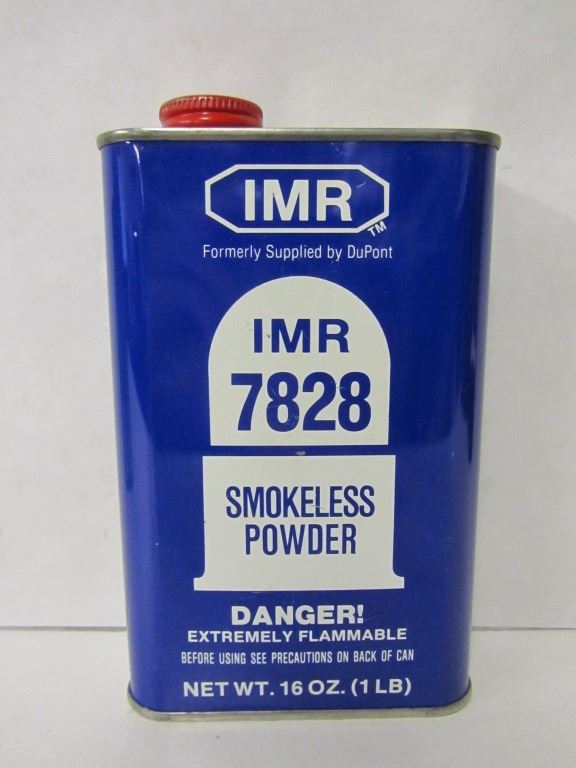 IMR
TM
Formerly Supplied by DuPont
IMR
7828
SMOKELESS
POWDER
DANGER!
EXTREMELY FLAMMABLE
BEFORE USING SEE PRECAUTIONS ON BACK OF CAN
NET WT. 16 OZ. (1 LB)